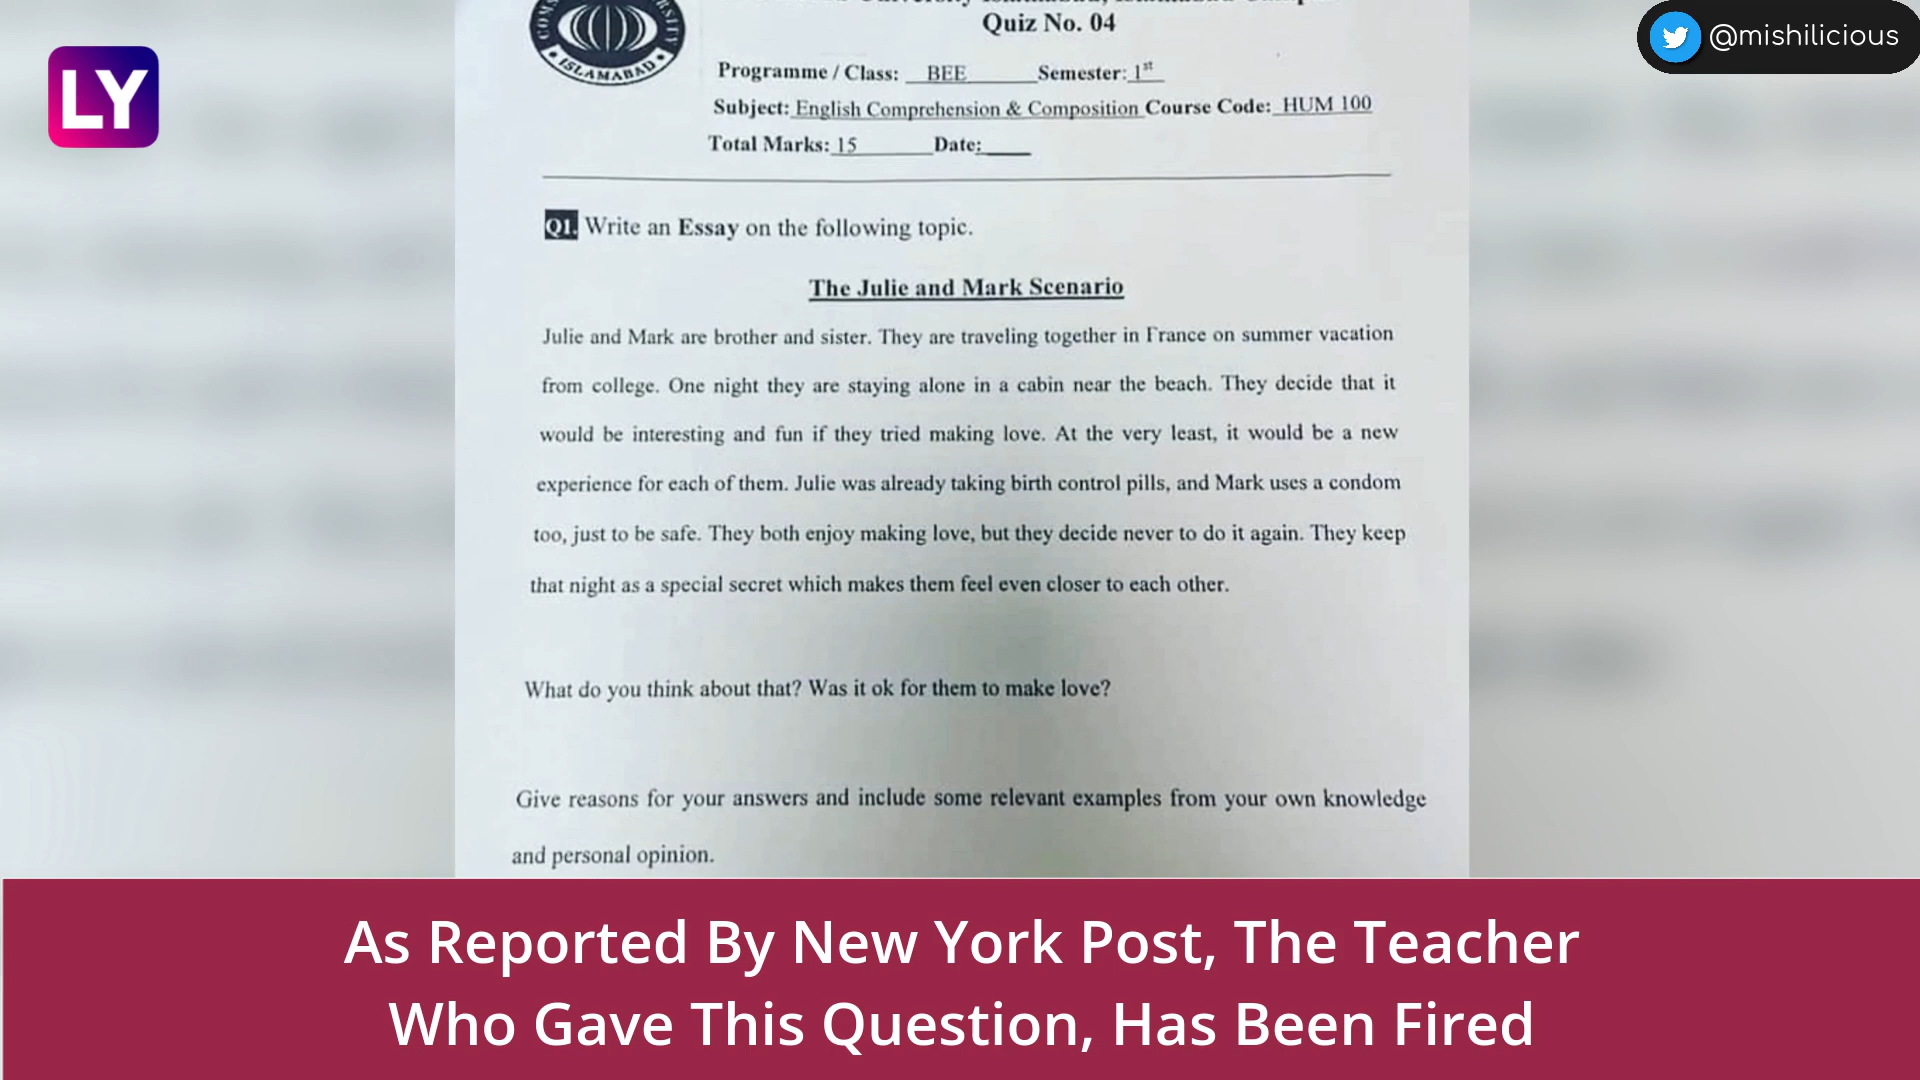 Quiz No. 04
@mishilicious
LY
ISLAMABAD
Programme / Class: BEE Semester: 1st
Subject: English Comprehension & Composition Course Code: HUM 100
Total Marks: 15 Date:
Q1. Write an Essay on the following topic.
The Julie and Mark Scenario
Julie and Mark are brother and sister. They are traveling together in France on summer vacation
from college. One night they are staying alone in a cabin near the beach. They decide that it
would be interesting and fun if they tried making love. At the very least, it would be a new
experience for each of them. Julie was already taking birth control pills, and Mark uses a condom
too, just to be safe. They both enjoy making love, but they decide never to do it again. They keep
that night as a special secret which makes them feel even closer to each other.
What do you think about that? Was it ok for them to make love?
Give reasons for your answers and include some relevant examples from your own knowledge
and personal opinion.
As Reported By New York Post, The Teacher
Who Gave This Question, Has Been Fired